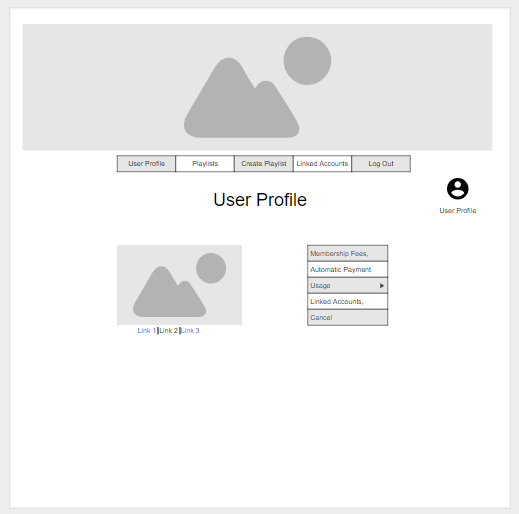 User Profile Playlists Create Playlist Linked Accounts Log Out
User Profile
User Profile
Membership Fees,
Automatic Payment
Usage
Linked Accounts,
Cancel
Link 1 Link 2 Link 3